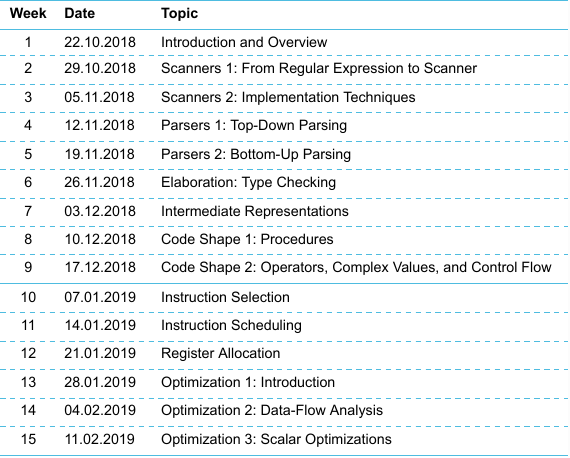 Week Date Topic
1 22.10.2018 Introduction and Overview
2 29.10.2018 Scanners 1: From Regular Expression to Scanner
3 05.11.2018 Scanners 2: Implementation Techniques
4 12.11.2018 Parsers 1: Top-Down Parsing
5 19.11.2018 Parsers 2: Bottom-Up Parsing
6 26.11.2018 Elaboration: Type Checking
7 03.12.2018 Intermediate Representations
8 10.12.2018 Code Shape 1: Procedures
9 17.12.2018 Code Shape 2: Operators, Complex Values, and Control Flow
10 07.01.2019 Instruction Selection
11 14.01.2019 Instruction Scheduling
12 21.01.2019 Register Allocation
13 28.01.2019 Optimization 1: Introduction
14 04.02.2019 Optimization 2: Data-Flow Analysis
15 11.02.2019 Optimization 3: Scalar Optimizations